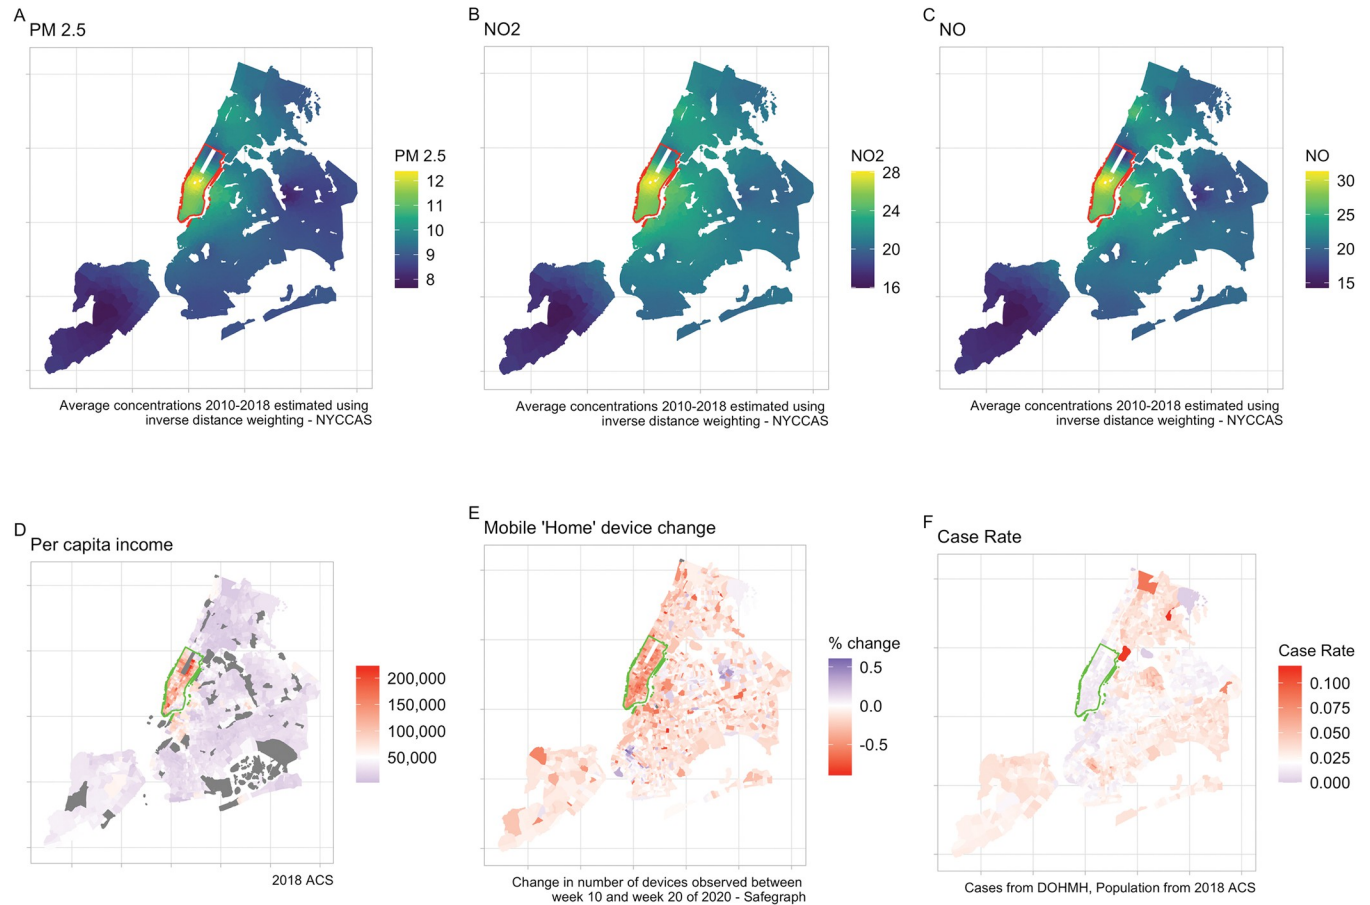 A
PM 2.5
PM 2.5
12
11
10
9
8
Average concentrations 2010-2018 estimated using
inverse distance weighting - NYCCAS
B
NO2
NO2
28
24
20
16
Average concentrations 2010-2018 estimated using
inverse distance weighting - NYCCAS
C
NO
NO
30
25
20
15
Average concentrations 2010-2018 estimated using
inverse distance weighting - NYCCAS
D
Per capita income
200,000
150,000
100,000
50,000
2018 ACS
E
Mobile 'Home' device change
% change
0.5
0.0
-0.5
Change in number of devices observed between
week 10 and week 20 of 2020 - Safegraph
F
Case Rate
Case Rate
0.100
0.075
0.050
0.025
0.000
Cases from DOHMH, Population from 2018 ACS